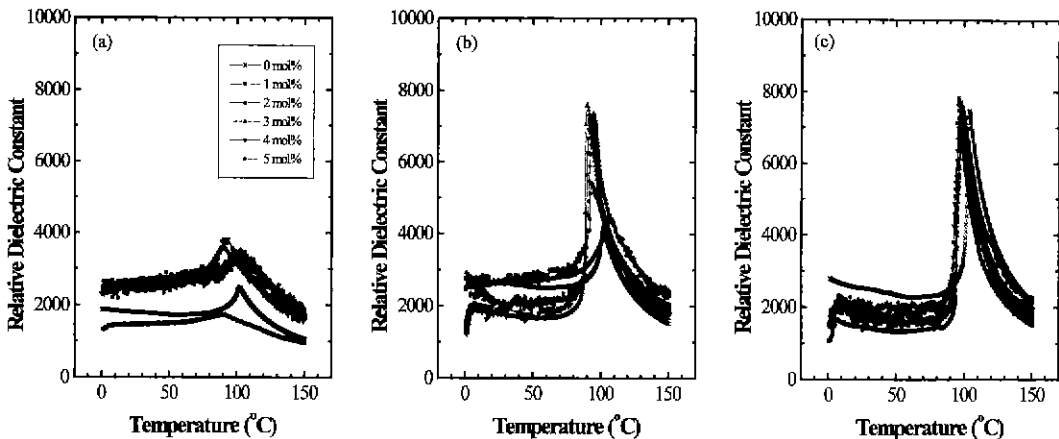 (a)
10000
8000
6000
4000
2000
0
0 mol%
1 mol%
2 mol%
3 mol%
4 mol%
5 mol%
Relative Dielectric Constant
0 50 100 150
Temperature (°C)
(b)
10000
8000
6000
4000
2000
0
Relative Dielectric Constant
0 50 100 150
Temperature (°C)
(c)
10000
8000
6000
4000
2000
0
Relative Dielectric Constant
0 50 100 150
Temperature (°C)